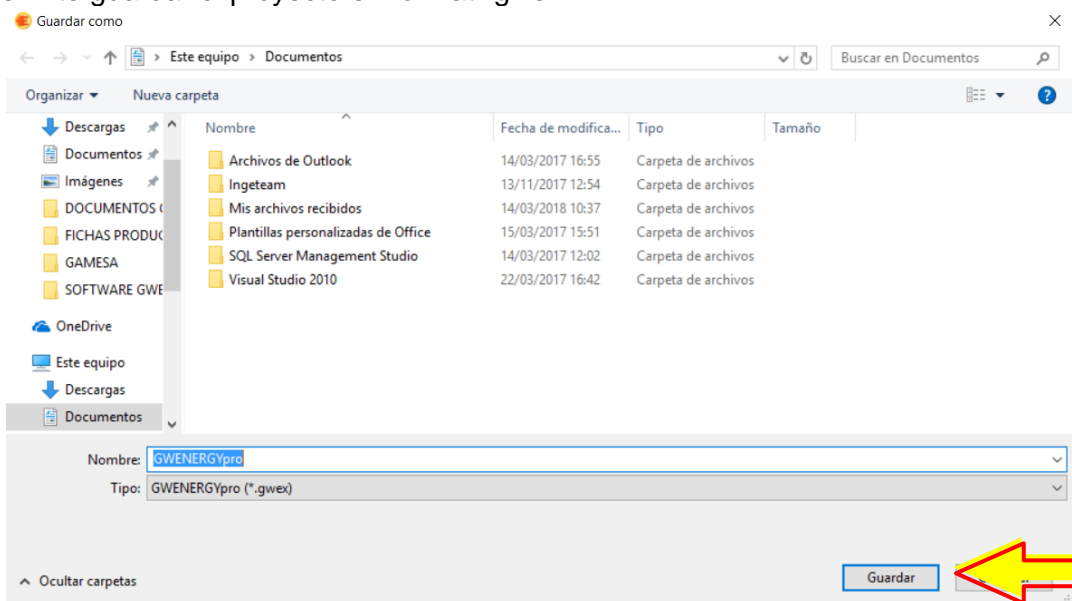 Guardar como
Este equipo > Documentos
Buscar en Documentos
Organizar
Nueva carpeta
Descargas
Documentos
Imágenes
DOCUMENTOS
FICHAS PRODUC
GAMESA
SOFTWARE GWE
OneDrive
Este equipo
Descargas
Documentos
Nombre Fecha de modifica... Tipo Tamaño
Archivos de Outlook 14/03/2017 16:55 Carpeta de archivos
Ingeteam 13/11/2017 12:54 Carpeta de archivos
Mis archivos recibidos 14/03/2018 10:37 Carpeta de archivos
Plantillas personalizadas de Office 15/03/2017 15:51 Carpeta de archivos
SQL Server Management Studio 14/03/2017 12:02 Carpeta de archivos
Visual Studio 2010 22/03/2017 16:42 Carpeta de archivos
Nombre: GWENERGYpro
Tipo: GWENERGYpro (*.gwex)
Ocultar carpetas
Guardar